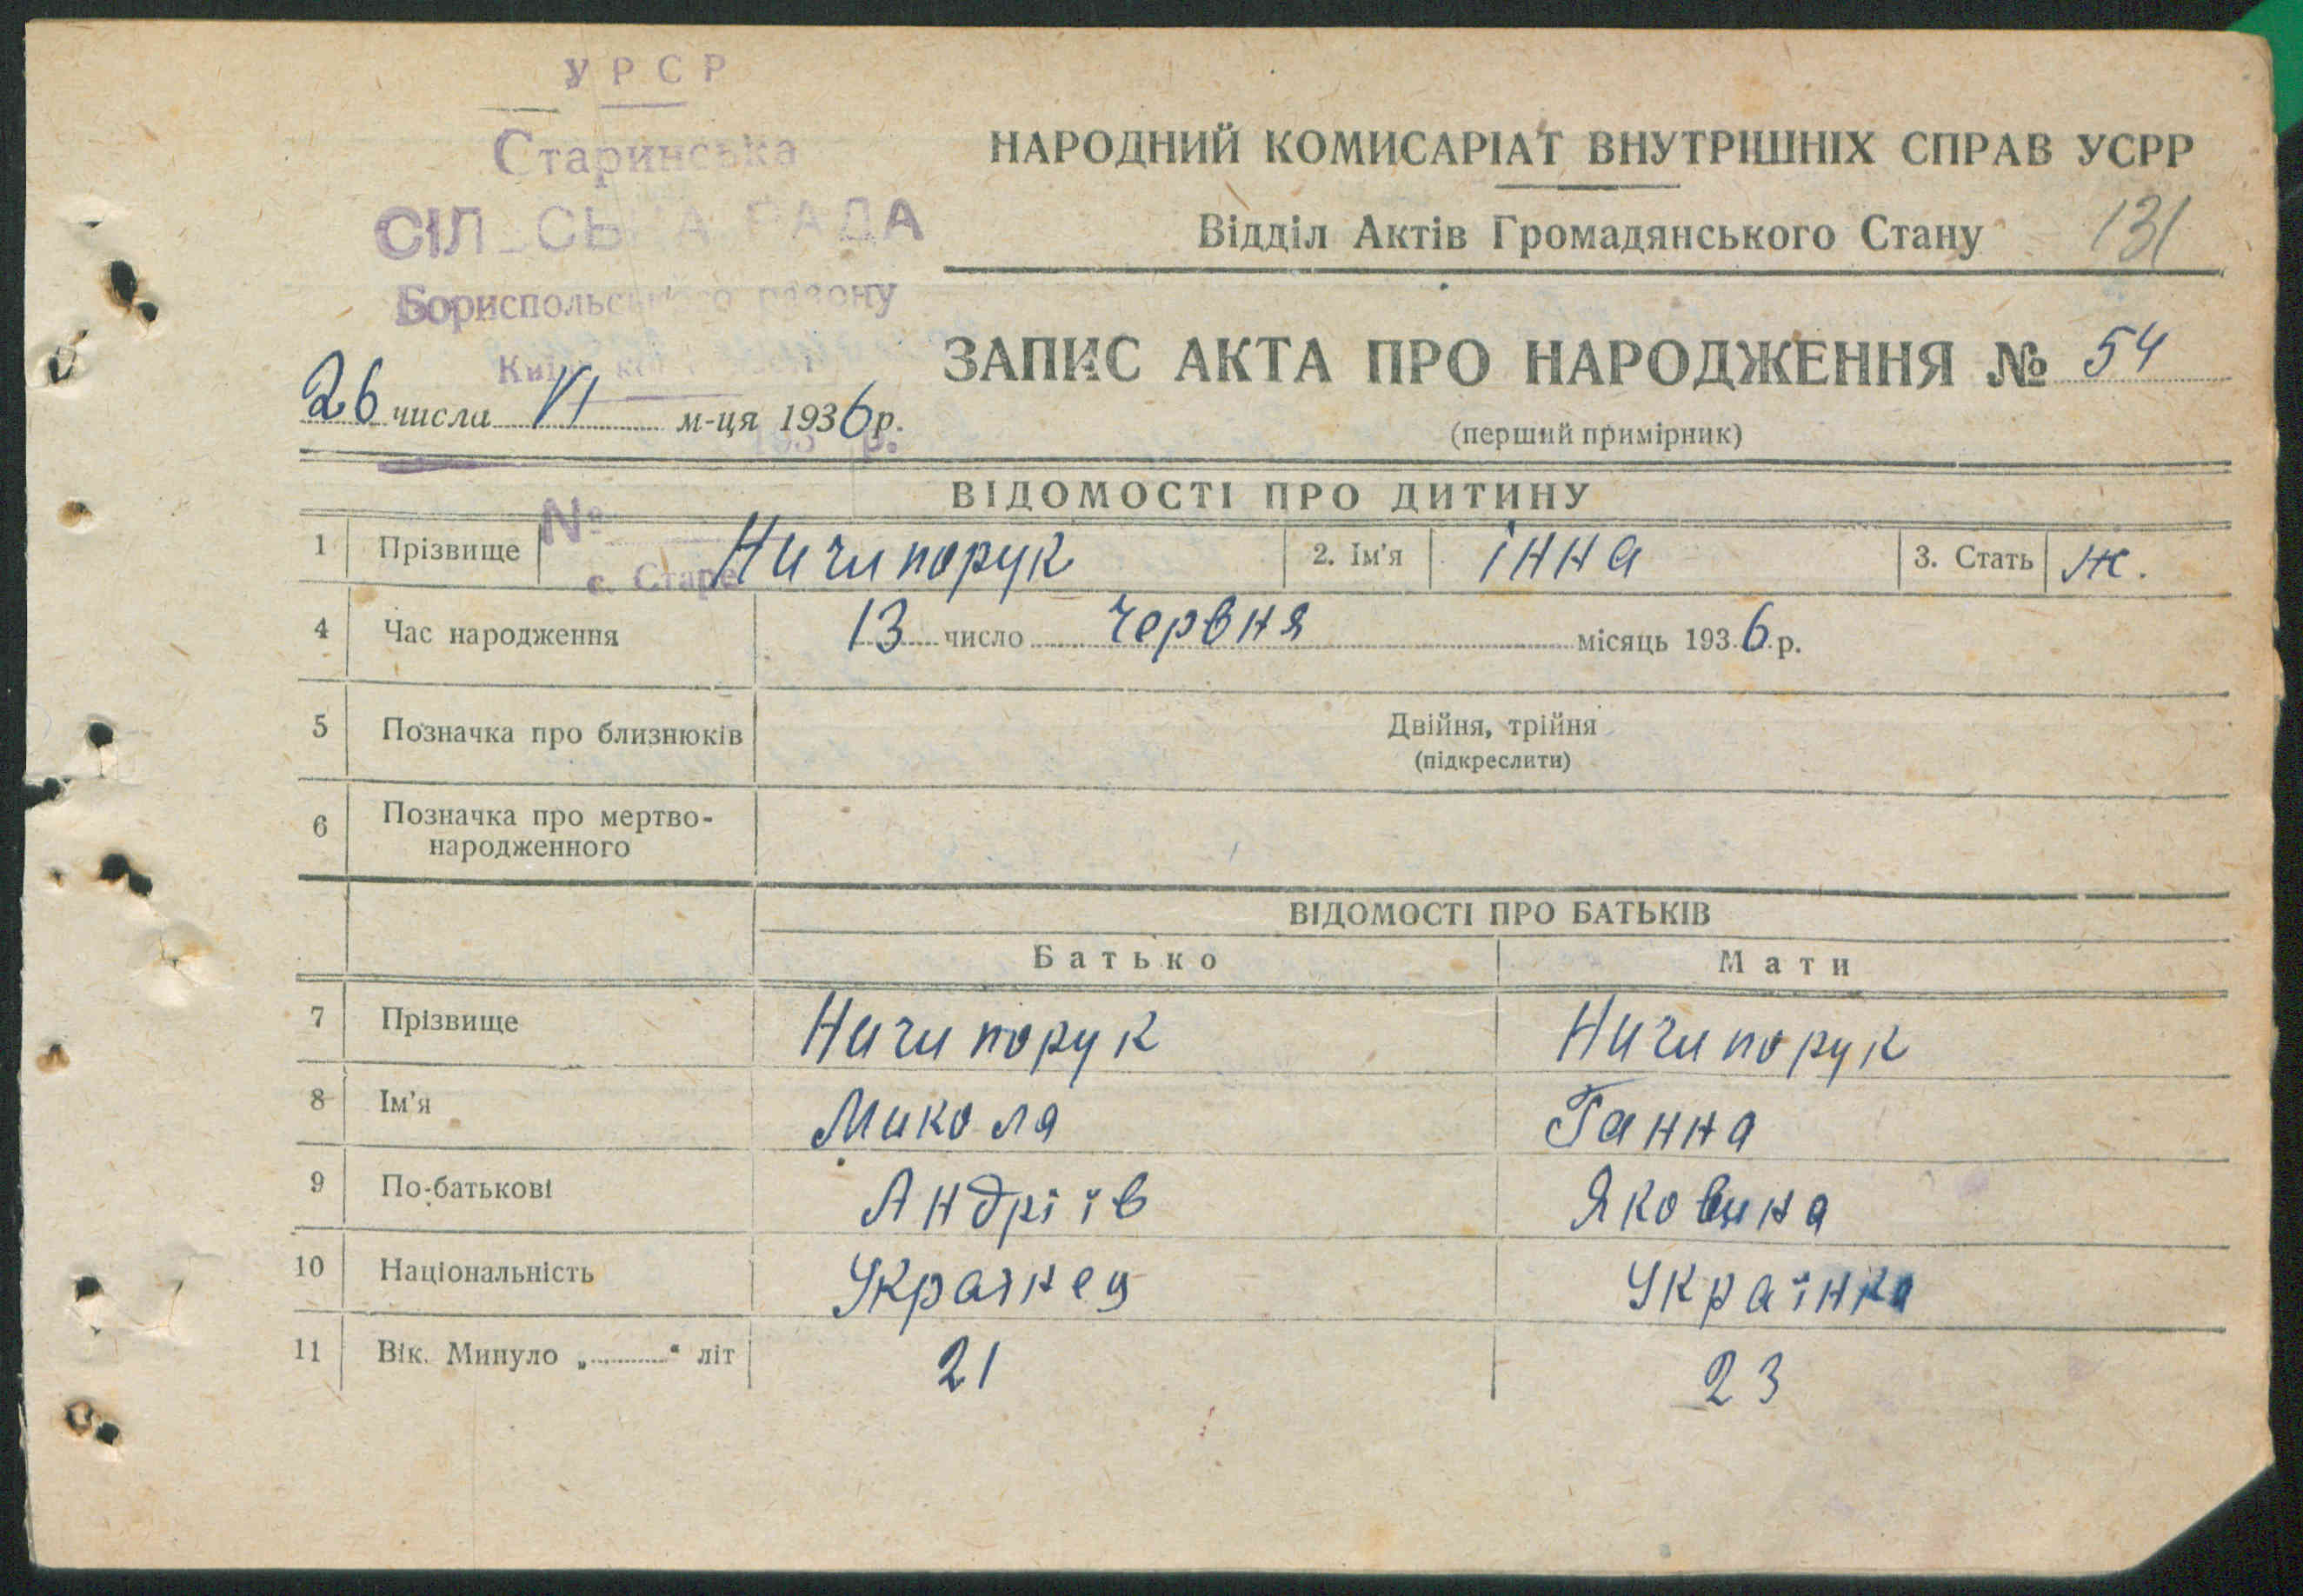 УРСР
Старинська
СІЛЬСЬКА РАДА
Бориспольського району
НАРОДНИЙ КОМИСАРІАТ ВНУТРІШНІХ СПРАВ УСРР
Відділ Актів Громадянського Стану 131
ЗАПИС АКТА ПРО НАРОДЖЕННЯ № 54
(перший примірник)
26 числа VI м-ця 1936 р.
193 р.
ВІДОМОСТІ ПРО ДИТИНУ
№
с. Старе
1 Прізвище Ничипорук 2. Ім'я Інна 3. Стать ж.
4 Час народження 13 число червня місяць 1936 р.
5 Позначка про близнюків Двійня, трійня
(підкреслити)
6 Позначка про мертво-
народженного
ВІДОМОСТІ ПРО БАТЬКІВ
Батько Мати
7 Прізвище Ничипорук Ничипорук
8 Ім'я Микола Ганна
9 По-батькові Андріїв Яковина
10 Національність Українец Українка
11 Вік. Минуло „........“ літ 21 23